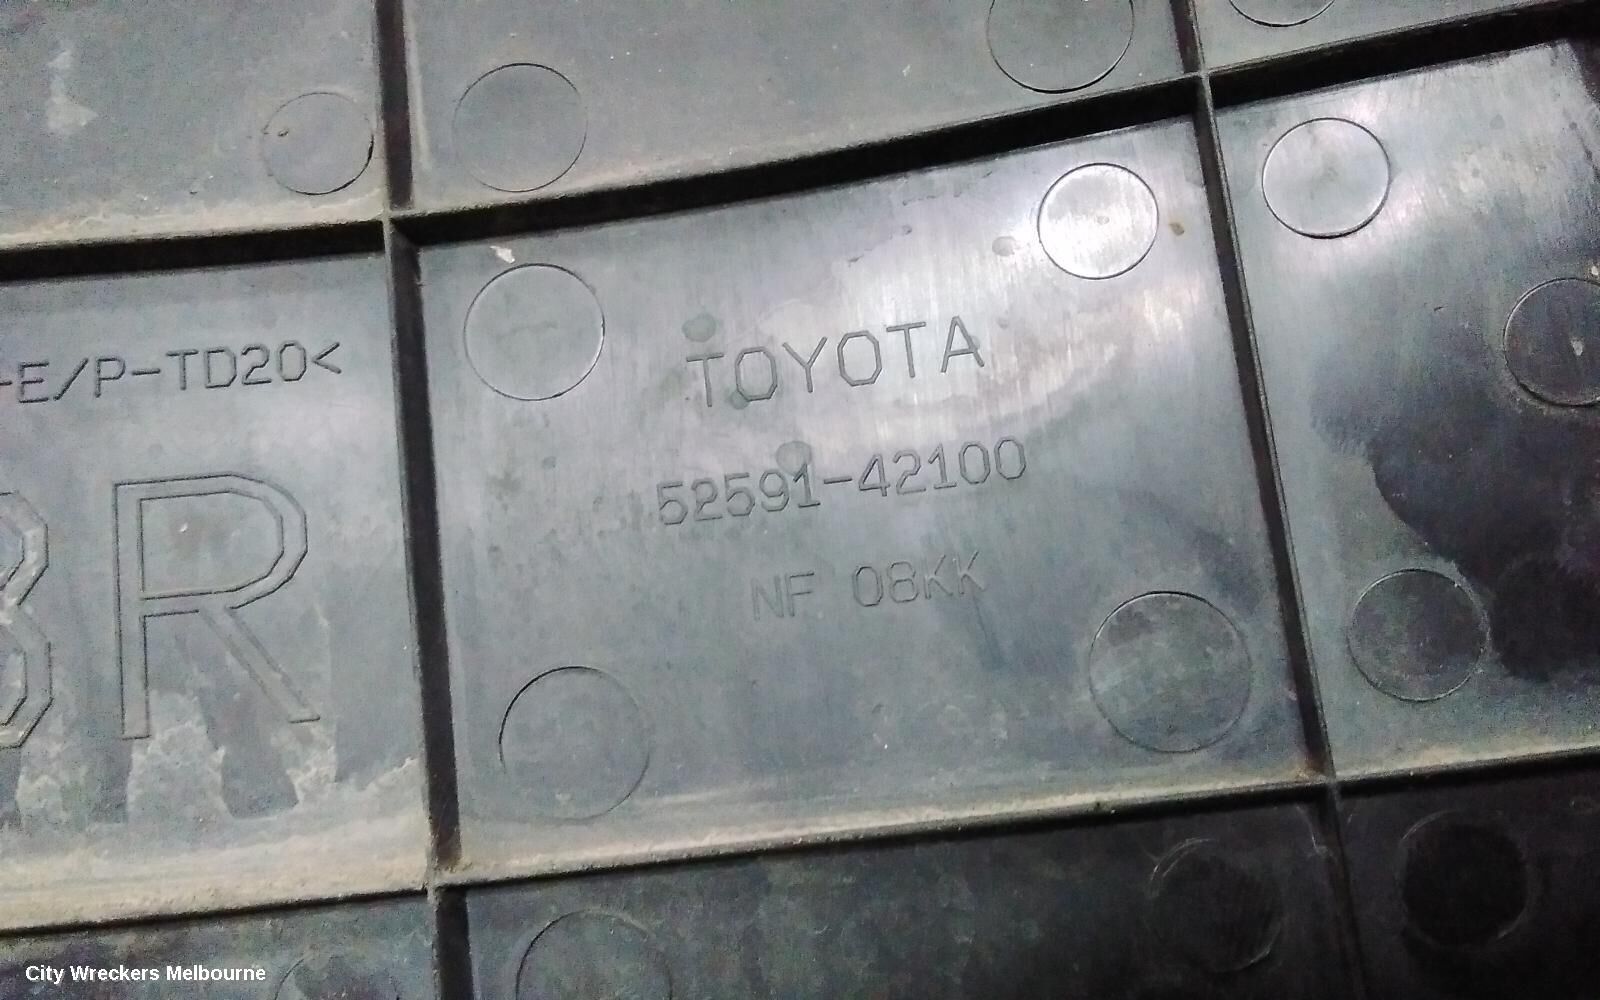 -E/P-TD20<
R
TOYOTA
52591-42100
NF 08KK
City Wreckers Melbourne